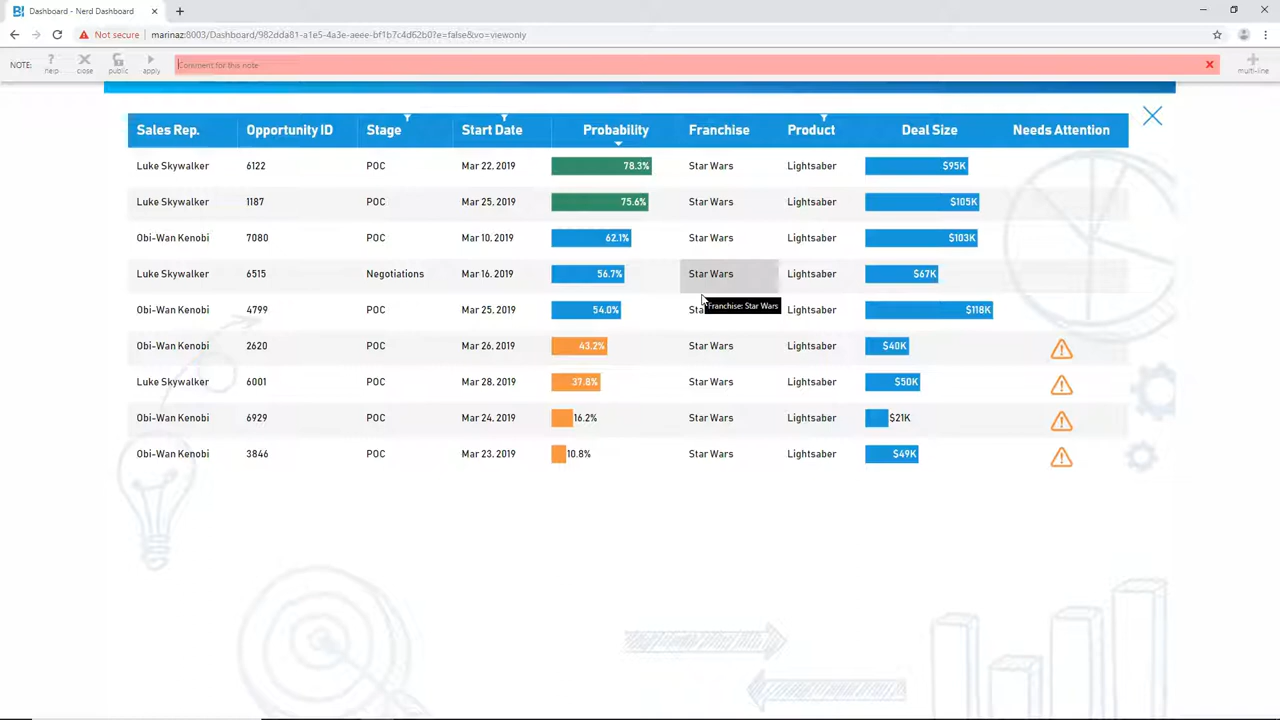 Dashboard - Nerd Dashboard
Not secure | marinaz:8003/Dashboard/982dda81-a1e5-4a3e-aeee-bf1b7c4d62b0?e=false&vo=viewonly
NOTE: help close public apply Comment for this note multi-line
Sales Rep. Opportunity ID Stage Start Date Probability Franchise Product Deal Size Needs Attention
Luke Skywalker 6122 POC Mar 22, 2019 78.3% Star Wars Lightsaber $95K
Luke Skywalker 1187 POC Mar 25, 2019 75.6% Star Wars Lightsaber $105K
Obi-Wan Kenobi 7080 POC Mar 10, 2019 62.1% Star Wars Lightsaber $103K
Luke Skywalker 6515 Negotiations Mar 16, 2019 56.7% Star Wars Lightsaber $67K
Franchise: Star Wars
Obi-Wan Kenobi 4799 POC Mar 25, 2019 54.0% Sta Lightsaber $118K
Obi-Wan Kenobi 2620 POC Mar 26, 2019 43.2% Star Wars Lightsaber $40K
Luke Skywalker 6001 POC Mar 28, 2019 37.8% Star Wars Lightsaber $50K
Obi-Wan Kenobi 6929 POC Mar 24, 2019 16.2% Star Wars Lightsaber $21K
Obi-Wan Kenobi 3846 POC Mar 23, 2019 10.8% Star Wars Lightsaber $49K